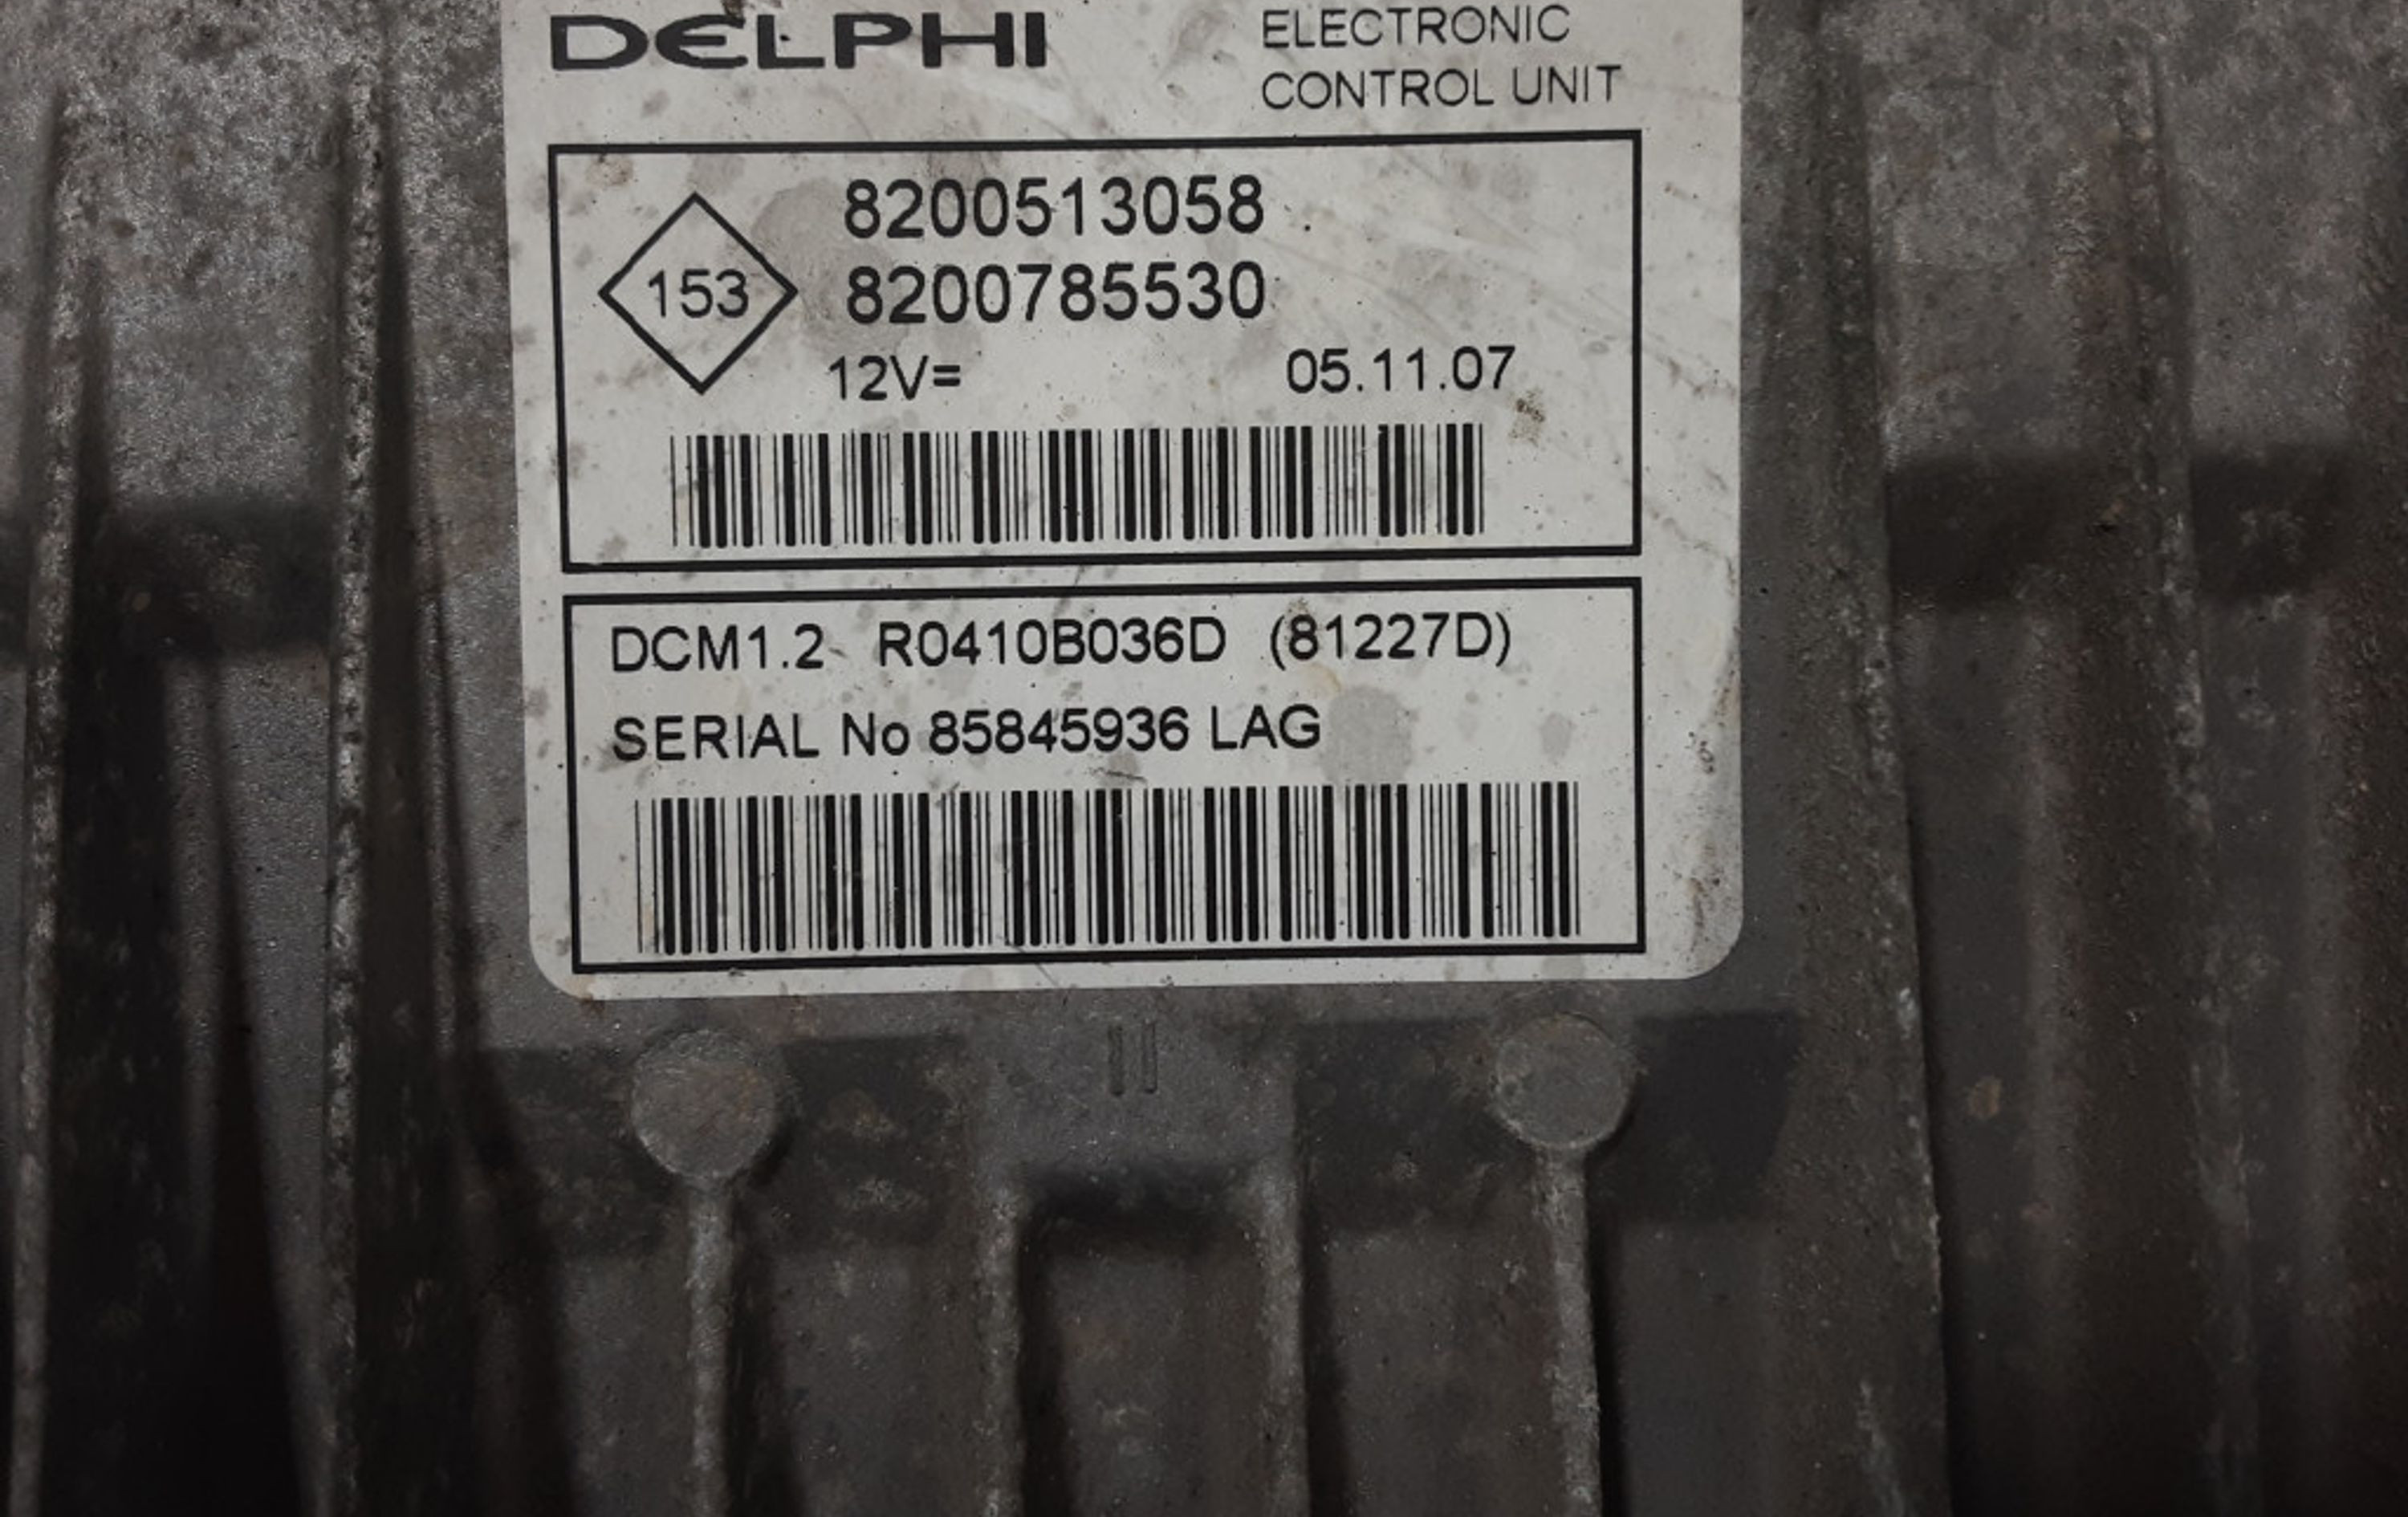 DELPHI
ELECTRONIC
CONTROL UNIT
8200513058
153
8200785530
12V= 05.11.07
DCM1.2 R0410B036D (81227D)
SERIAL No 85845936 LAG